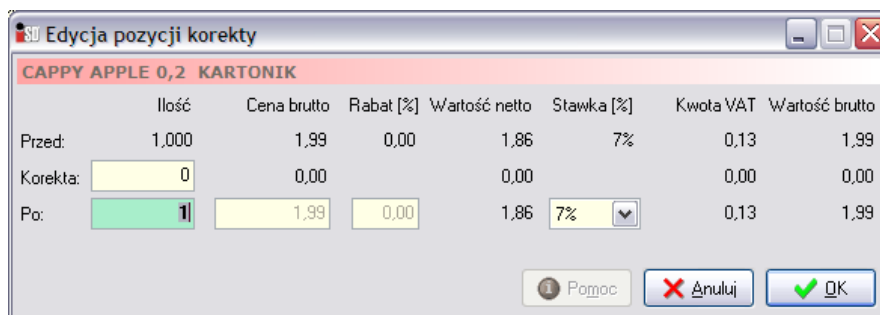 Edycja pozycji korekty
CAPPY APPLE 0,2 KARTONIK
Ilość Cena brutto Rabat [%] Wartość netto Stawka [%] Kwota VAT Wartość brutto
Przed: 1,000 1,99 0,00 1,86 7% 0,13 1,99
Korekta: 0 0,00 0,00 0,00 0,00
Po: 1 1,99 0,00 1,86 7% 0,13 1,99
Pomoc Anuluj OK